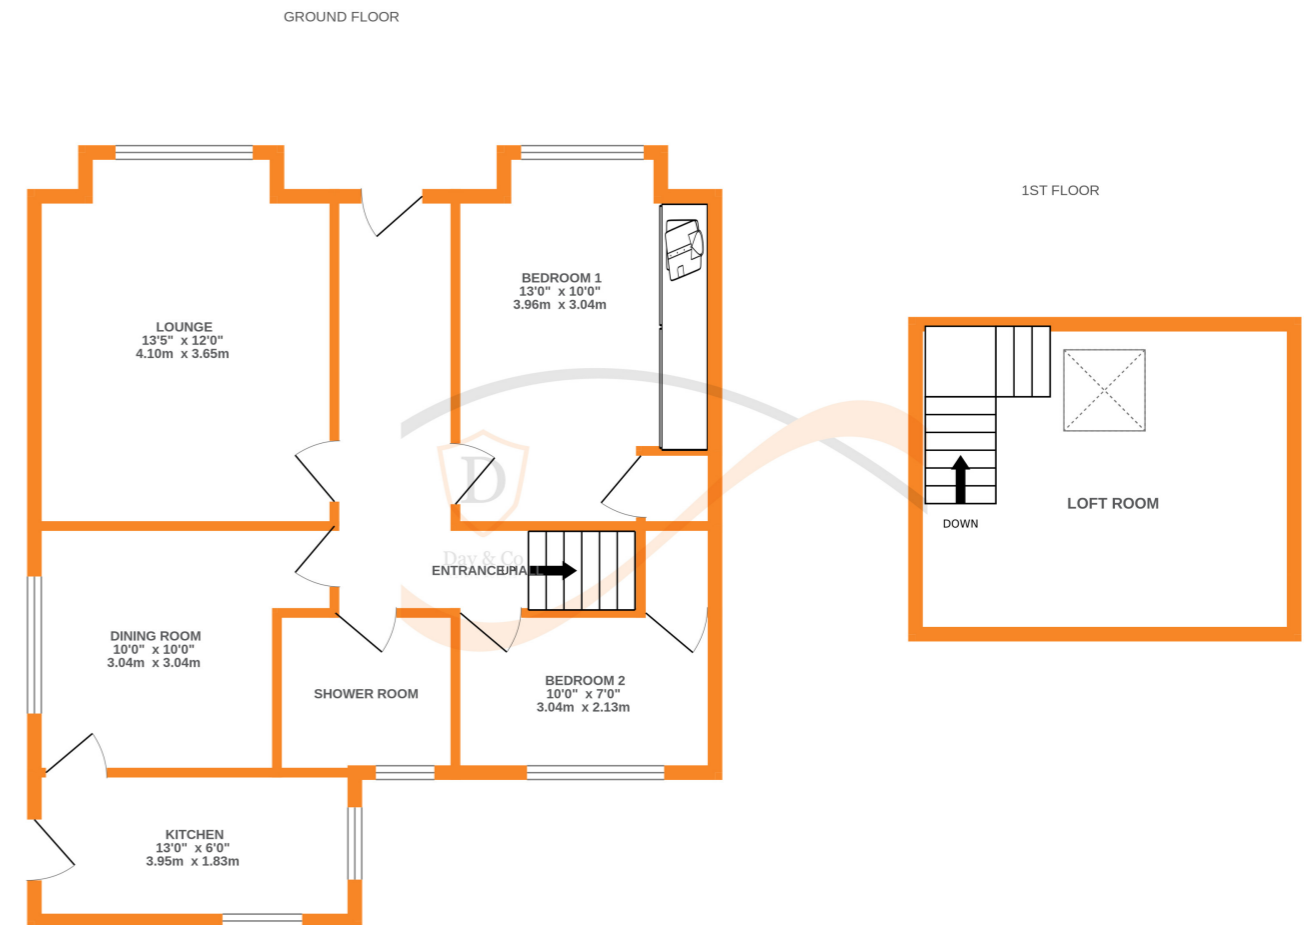 GROUND FLOOR
1ST FLOOR
BEDROOM 1
13'0" x 10'0"
3.96m x 3.04m
LOUNGE
13'5" x 12'0"
4.10m x 3.65m
D
Day & Co
ENTRANCE HALL
UP
LOFT ROOM
DOWN
DINING ROOM
10'0" x 10'0"
3.04m x 3.04m
SHOWER ROOM
BEDROOM 2
10'0" x 7'0"
3.04m x 2.13m
KITCHEN
13'0" x 6'0"
3.95m x 1.83m